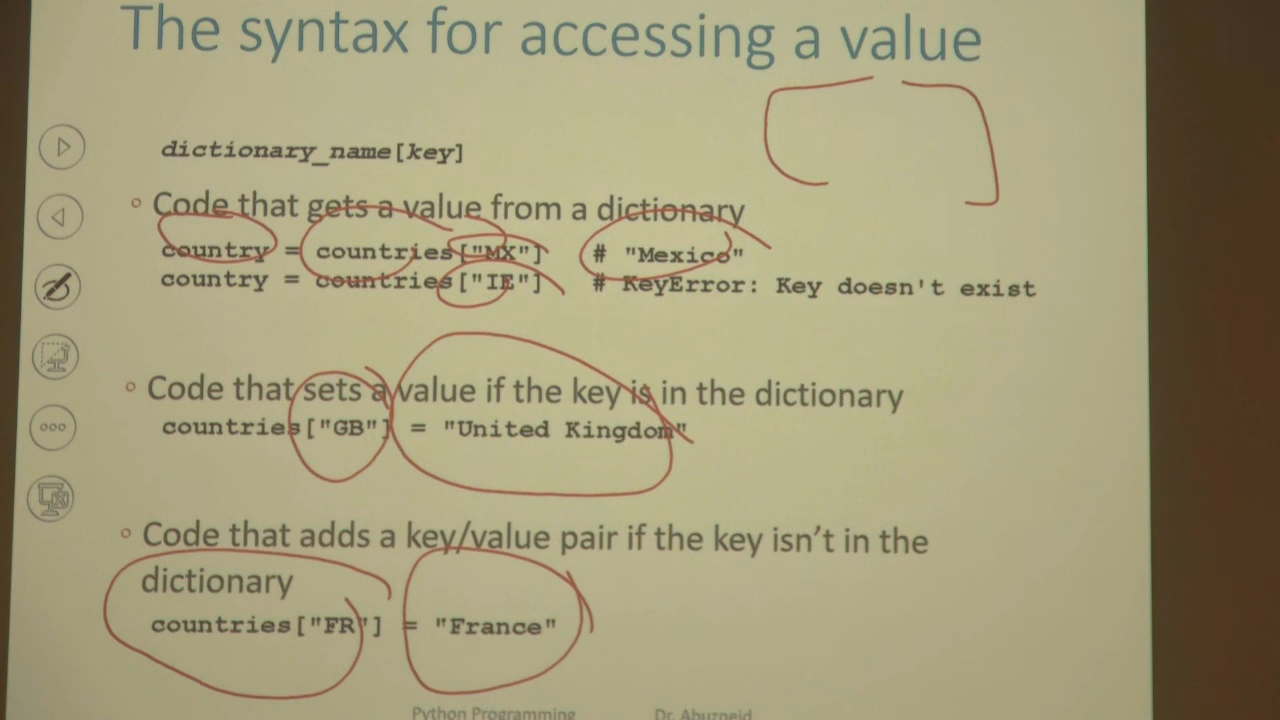 The syntax for accessing a value
dictionary_name[key]
Code that gets a value from a dictionary
country = countries["MX"] # "Mexico"
country = countries["IE"] # KeyError: Key doesn't exist
Code that sets a value if the key is in the dictionary
countries["GB"] = "United Kingdom"
Code that adds a key/value pair if the key isn’t in the
dictionary
countries["FR"] = "France"
Python Programming Dr. Abuzneid